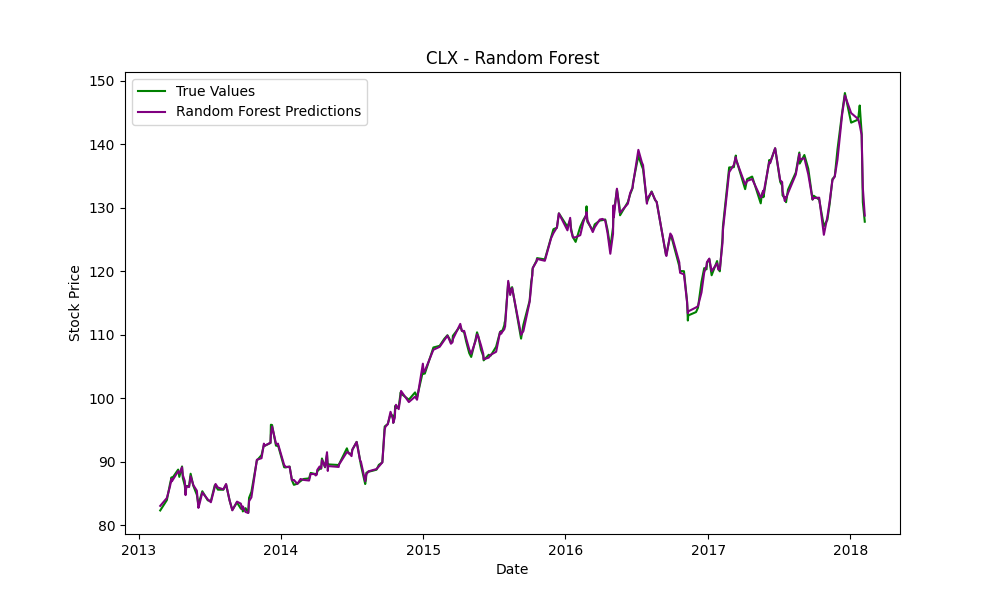 CLX - Random Forest
True Values
Random Forest Predictions
Stock Price
150
140
130
120
110
100
90
80
2013
2014
2015
2016
2017
2018
Date